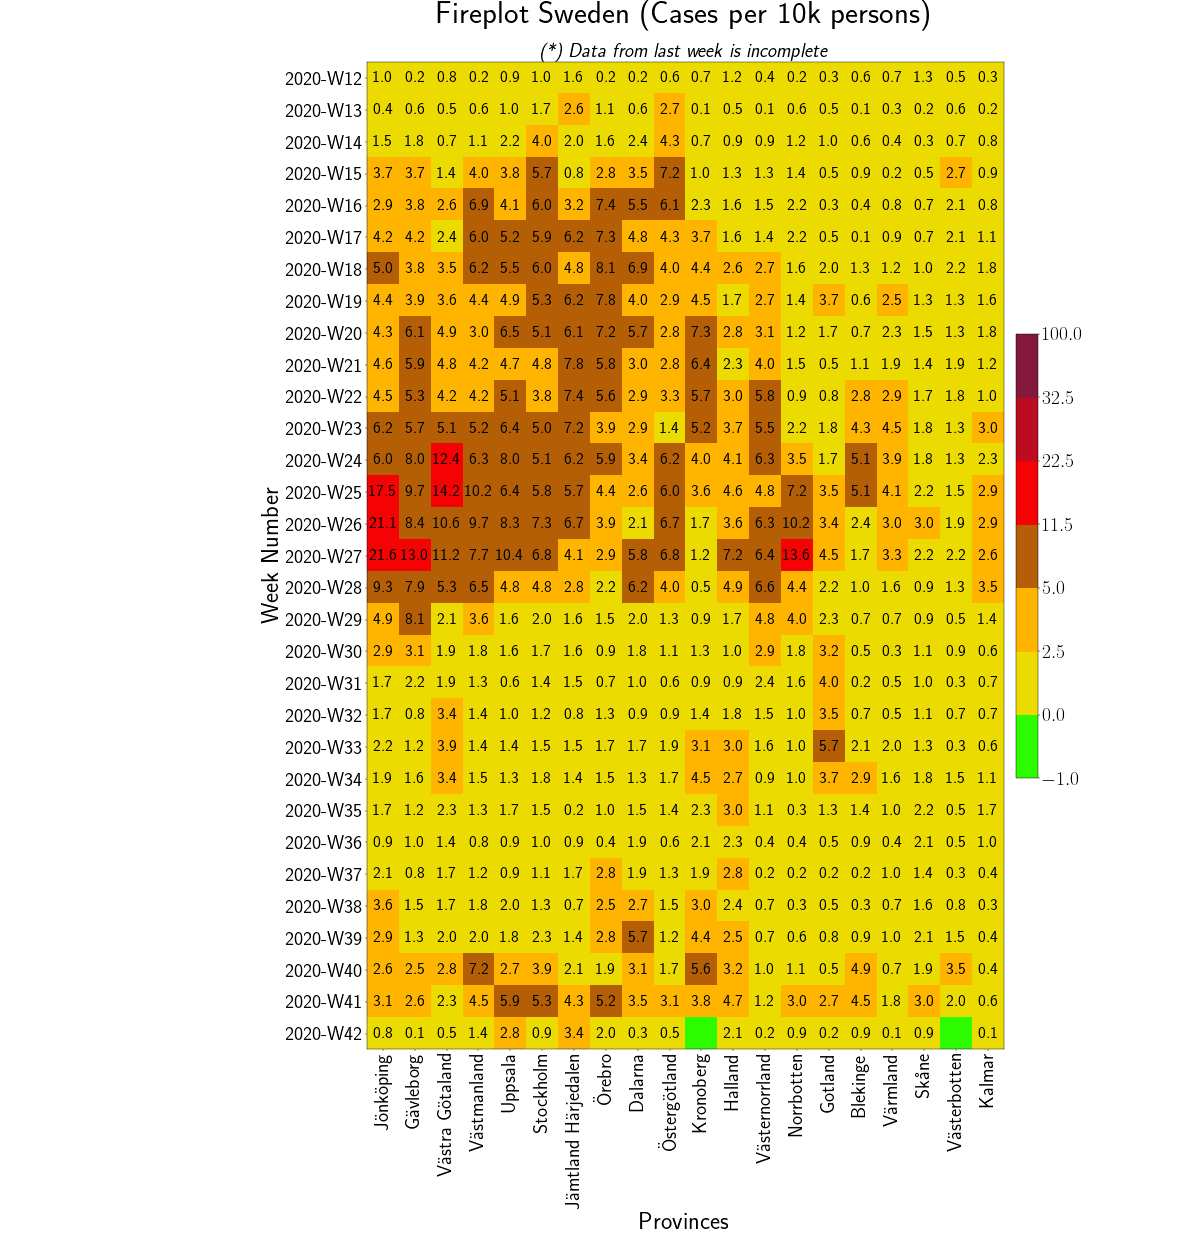 Fireplot Sweden (Cases per 10k persons)
(*) Data from last week is incomplete
2020-W12 1.0 0.2 0.8 0.2 0.9 1.0 1.6 0.2 0.2 0.6 0.7 1.2 0.4 0.2 0.3 0.6 0.7 1.3 0.5 0.3
2020-W13 0.4 0.6 0.5 0.6 1.0 1.7 2.6 1.1 0.6 2.7 0.1 0.5 0.1 0.6 0.5 0.1 0.3 0.2 0.6 0.2
2020-W14 1.5 1.8 0.7 1.1 2.2 4.0 2.0 1.6 2.4 4.3 0.7 0.9 0.9 1.2 1.0 0.6 0.4 0.3 0.7 0.8
2020-W15 3.7 3.7 1.4 4.0 3.8 5.7 0.8 2.8 3.5 7.2 1.0 1.3 1.3 1.4 0.5 0.9 0.2 0.5 2.7 0.9
2020-W16 2.9 3.8 2.6 6.9 4.1 6.0 3.2 7.4 5.5 6.1 2.3 1.6 1.5 2.2 0.3 0.4 0.8 0.7 2.1 0.8
2020-W17 4.2 4.2 2.4 6.0 5.2 5.9 6.2 7.3 4.8 4.3 3.7 1.6 1.4 2.2 0.5 0.1 0.9 0.7 2.1 1.1
2020-W18 5.0 3.8 3.5 6.2 5.5 6.0 4.8 8.1 6.9 4.0 4.4 2.6 2.7 1.6 2.0 1.3 1.2 1.0 2.2 1.8
2020-W19 4.4 3.9 3.6 4.4 4.9 5.3 6.2 7.8 4.0 2.9 4.5 1.7 2.7 1.4 3.7 0.6 2.5 1.3 1.3 1.6
2020-W20 4.3 6.1 4.9 3.0 6.5 5.1 6.1 7.2 5.7 2.8 7.3 2.8 3.1 1.2 1.7 0.7 2.3 1.5 1.3 1.8
2020-W21 4.6 5.9 4.8 4.2 4.7 4.8 7.8 5.8 3.0 2.8 6.4 2.3 4.0 1.5 0.5 1.1 1.9 1.4 1.9 1.2
2020-W22 4.5 5.3 4.2 4.2 5.1 3.8 7.4 5.6 2.9 3.3 5.7 3.0 5.8 0.9 0.8 2.8 2.9 1.7 1.8 1.0
2020-W23 6.2 5.7 5.1 5.2 6.4 5.0 7.2 3.9 2.9 1.4 5.2 3.7 5.5 2.2 1.8 4.3 4.5 1.8 1.3 3.0
2020-W24 6.0 8.0 12.4 6.3 8.0 5.1 6.2 5.9 3.4 6.2 4.0 4.1 6.3 3.5 1.7 5.1 3.9 1.8 1.3 2.3
2020-W25 17.5 9.7 14.2 10.2 6.4 5.8 5.7 4.4 2.6 6.0 3.6 4.6 4.8 7.2 3.5 5.1 4.1 2.2 1.5 2.9
2020-W26 21.1 8.4 10.6 9.7 8.3 7.3 6.7 3.9 2.1 6.7 1.7 3.6 6.3 10.2 3.4 2.4 3.0 3.0 1.9 2.9
2020-W27 21.6 13.0 11.2 7.7 10.4 6.8 4.1 2.9 5.8 6.8 1.2 7.2 6.4 13.6 4.5 1.7 3.3 2.2 2.2 2.6
2020-W28 9.3 7.9 5.3 6.5 4.8 4.8 2.8 2.2 6.2 4.0 0.5 4.9 6.6 4.4 2.2 1.0 1.6 0.9 1.3 3.5
2020-W29 4.9 8.1 2.1 3.6 1.6 2.0 1.6 1.5 2.0 1.3 0.9 1.7 4.8 4.0 2.3 0.7 0.7 0.9 0.5 1.4
2020-W30 2.9 3.1 1.9 1.8 1.6 1.7 1.6 0.9 1.8 1.1 1.3 1.0 2.9 1.8 3.2 0.5 0.3 1.1 0.9 0.6
2020-W31 1.7 2.2 1.9 1.3 0.6 1.4 1.5 0.7 1.0 0.6 0.9 0.9 2.4 1.6 4.0 0.2 0.5 1.0 0.3 0.7
2020-W32 1.7 0.8 3.4 1.4 1.0 1.2 0.8 1.3 0.9 0.9 1.4 1.8 1.5 1.0 3.5 0.7 0.5 1.1 0.7 0.7
2020-W33 2.2 1.2 3.9 1.4 1.4 1.5 1.5 1.7 1.7 1.9 3.1 3.0 1.6 1.0 5.7 2.1 2.0 1.3 0.3 0.6
2020-W34 1.9 1.6 3.4 1.5 1.3 1.8 1.4 1.5 1.3 1.7 4.5 2.7 0.9 1.0 3.7 2.9 1.6 1.8 1.5 1.1
2020-W35 1.7 1.2 2.3 1.3 1.7 1.5 0.2 1.0 1.5 1.4 2.3 3.0 1.1 0.3 1.3 1.4 1.0 2.2 0.5 1.7
2020-W36 0.9 1.0 1.4 0.8 0.9 1.0 0.9 0.4 1.9 0.6 2.1 2.3 0.4 0.4 0.5 0.9 0.4 2.1 0.5 1.0
2020-W37 2.1 0.8 1.7 1.2 0.9 1.1 1.7 2.8 1.9 1.3 1.9 2.8 0.2 0.2 0.2 0.2 1.0 1.4 0.3 0.4
2020-W38 3.6 1.5 1.7 1.8 2.0 1.3 0.7 2.5 2.7 1.5 3.0 2.4 0.7 0.3 0.5 0.3 0.7 1.6 0.8 0.3
2020-W39 2.9 1.3 2.0 2.0 1.8 2.3 1.4 2.8 5.7 1.2 4.4 2.5 0.7 0.6 0.8 0.9 1.0 2.1 1.5 0.4
2020-W40 2.6 2.5 2.8 7.2 2.7 3.9 2.1 1.9 3.1 1.7 5.6 3.2 1.0 1.1 0.5 4.9 0.7 1.9 3.5 0.4
2020-W41 3.1 2.6 2.3 4.5 5.9 5.3 4.3 5.2 3.5 3.1 3.8 4.7 1.2 3.0 2.7 4.5 1.8 3.0 2.0 0.6
2020-W42 0.8 0.1 0.5 1.4 2.8 0.9 3.4 2.0 0.3 0.5 2.1 0.2 0.9 0.2 0.9 0.1 0.9 0.1
Week Number
Jönköping
Gävleborg
Västra Götaland
Västmanland
Uppsala
Stockholm
Jämtland Härjedalen
Örebro
Dalarna
Östergötland
Kronoberg
Halland
Västernorrland
Norrbotten
Gotland
Blekinge
Värmland
Skåne
Västerbotten
Kalmar
Provinces
100.0
32.5
22.5
11.5
5.0
2.5
0.0
−1.0